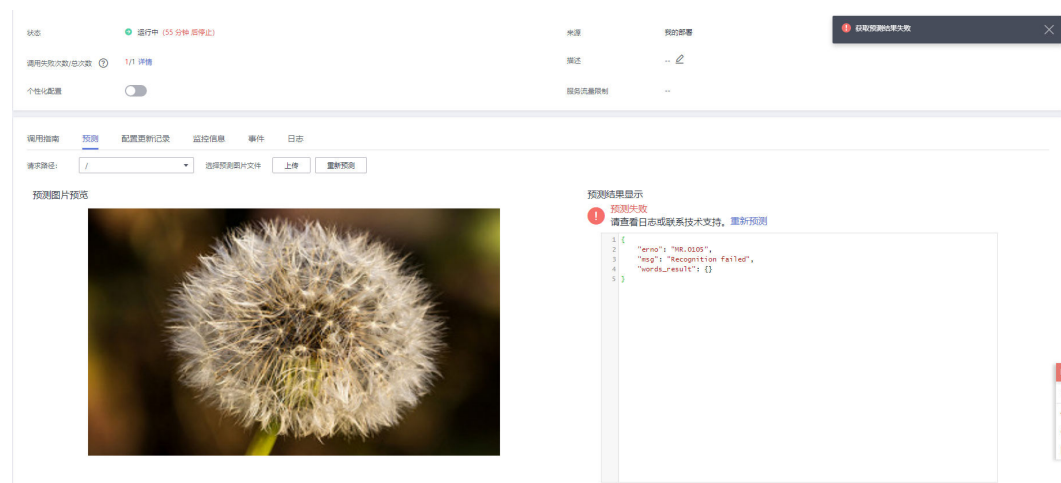 状态 运行中 (55 分钟 后停止) 来源 我的部署 获取预测结果失败
调用失败次数/总次数 1/1 详情 描述 --
个性化配置 服务流量限制 --
调用指南 预测 配置更新记录 监控信息 事件 日志
请求路径: / 选择预测图片文件 上传 重新预测
预测图片预览 预测结果显示
预测失败
请查看日志或联系技术支持。重新预测
1 {
2 "erno": "MR.0105",
3 "msg": "Recognition failed",
4 "words_result": {}
5 }